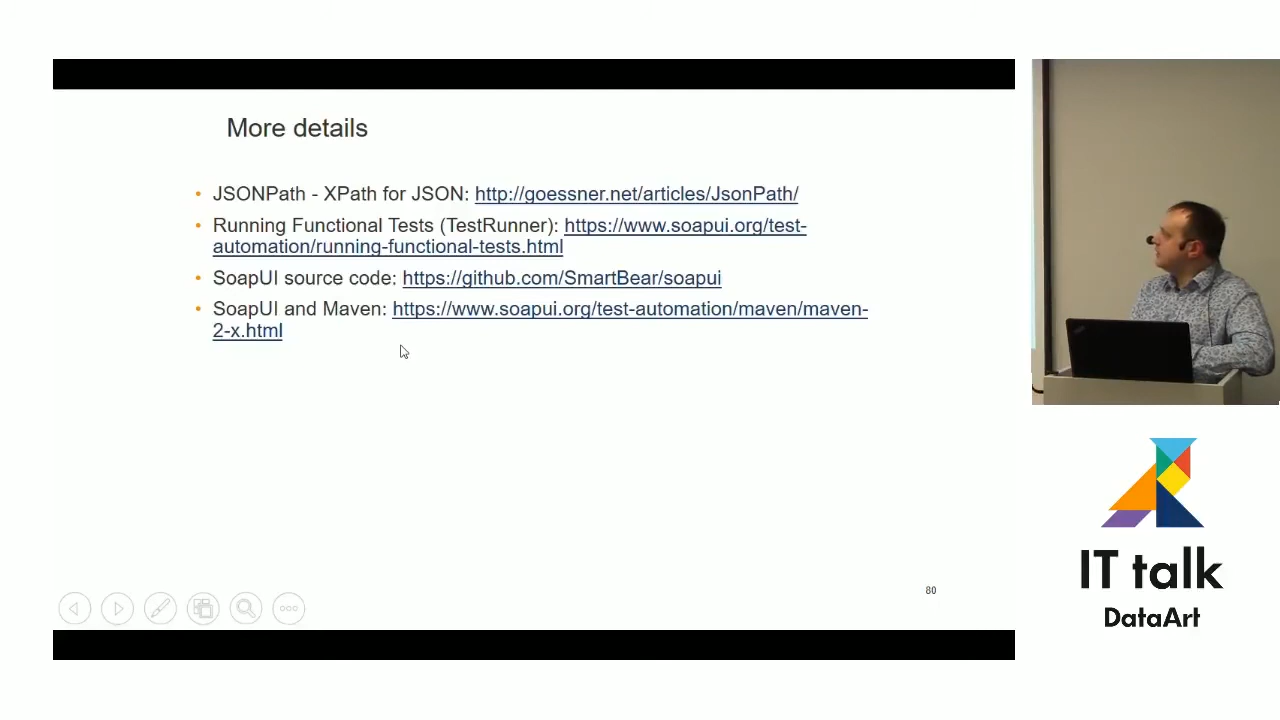 More details
• JSONPath - XPath for JSON: http://goessner.net/articles/JsonPath/
• Running Functional Tests (TestRunner): https://www.soapui.org/test-
automation/running-functional-tests.html
• SoapUI source code: https://github.com/SmartBear/soapui
• SoapUI and Maven: https://www.soapui.org/test-automation/maven/maven-
2-x.html
80
IT talk
DataArt